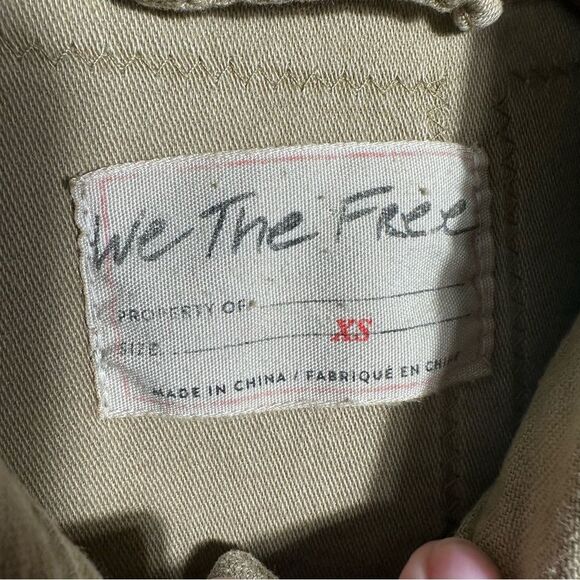 We The Free
PROPERTY OF
SIZE XS
MADE IN CHINA / FABRIQUÉ EN CHINE